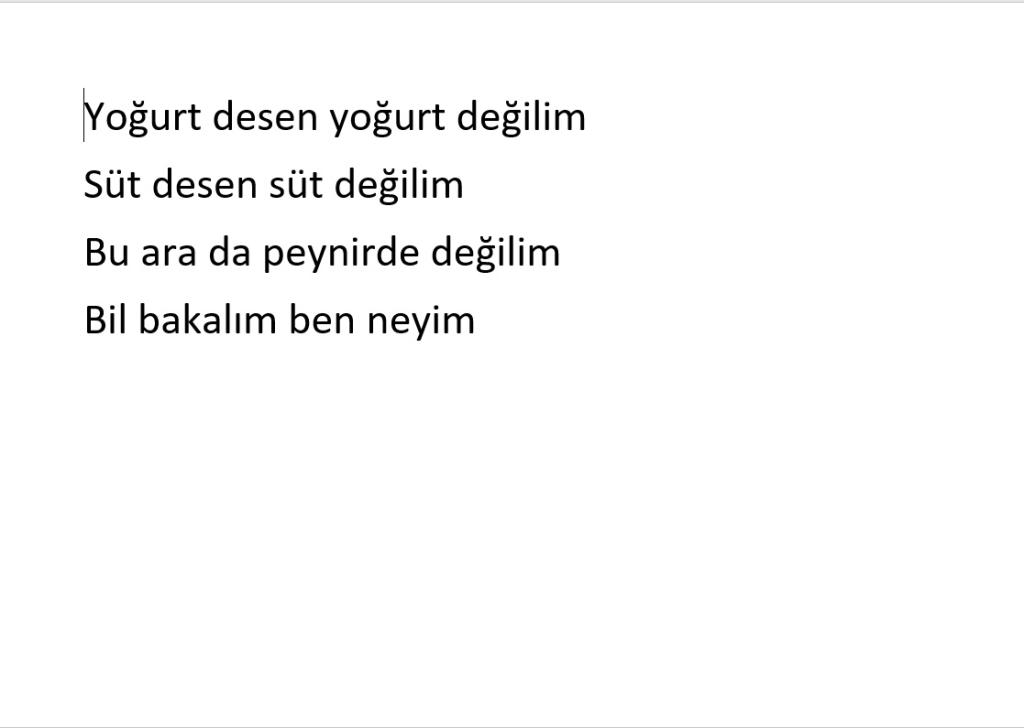 Yoğurt desen yoğurt değilim
Süt desen süt değilim
Bu ara da peynirde değilim
Bil bakalım ben neyim